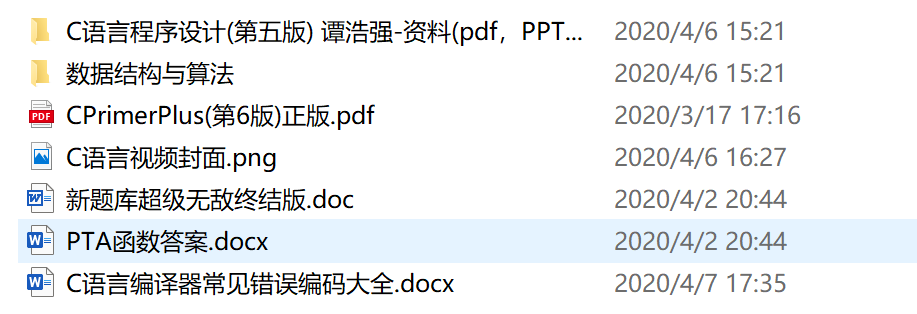 C语言程序设计(第五版) 谭浩强-资料(pdf，PPT... 2020/4/6 15:21
数据结构与算法 2020/4/6 15:21
PDF CPrimerPlus(第6版)正版.pdf 2020/3/17 17:16
C语言视频封面.png 2020/4/6 16:27
W 新题库超级无敌终结版.doc 2020/4/2 20:44
W PTA函数答案.docx 2020/4/2 20:44
W C语言编译器常见错误编码大全.docx 2020/4/7 17:35